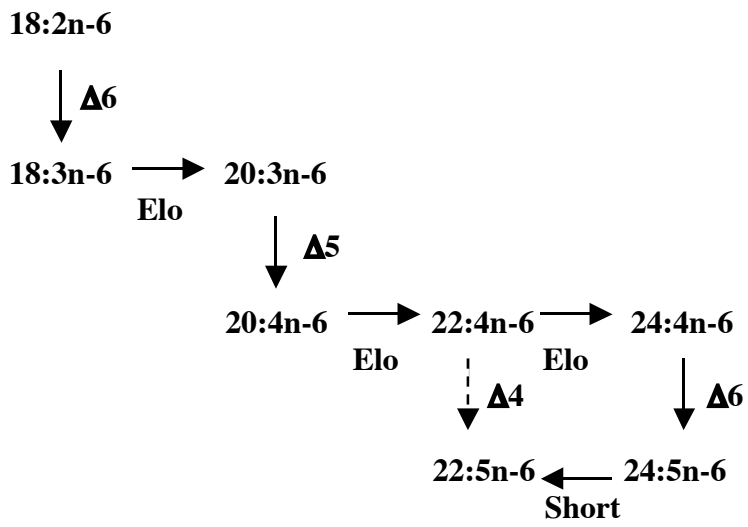 18:2n-6
Δ6
18:3n-6 20:3n-6
Elo
Δ5
20:4n-6 22:4n-6 24:4n-6
Elo Elo
Δ4 Δ6
22:5n-6 24:5n-6
Short